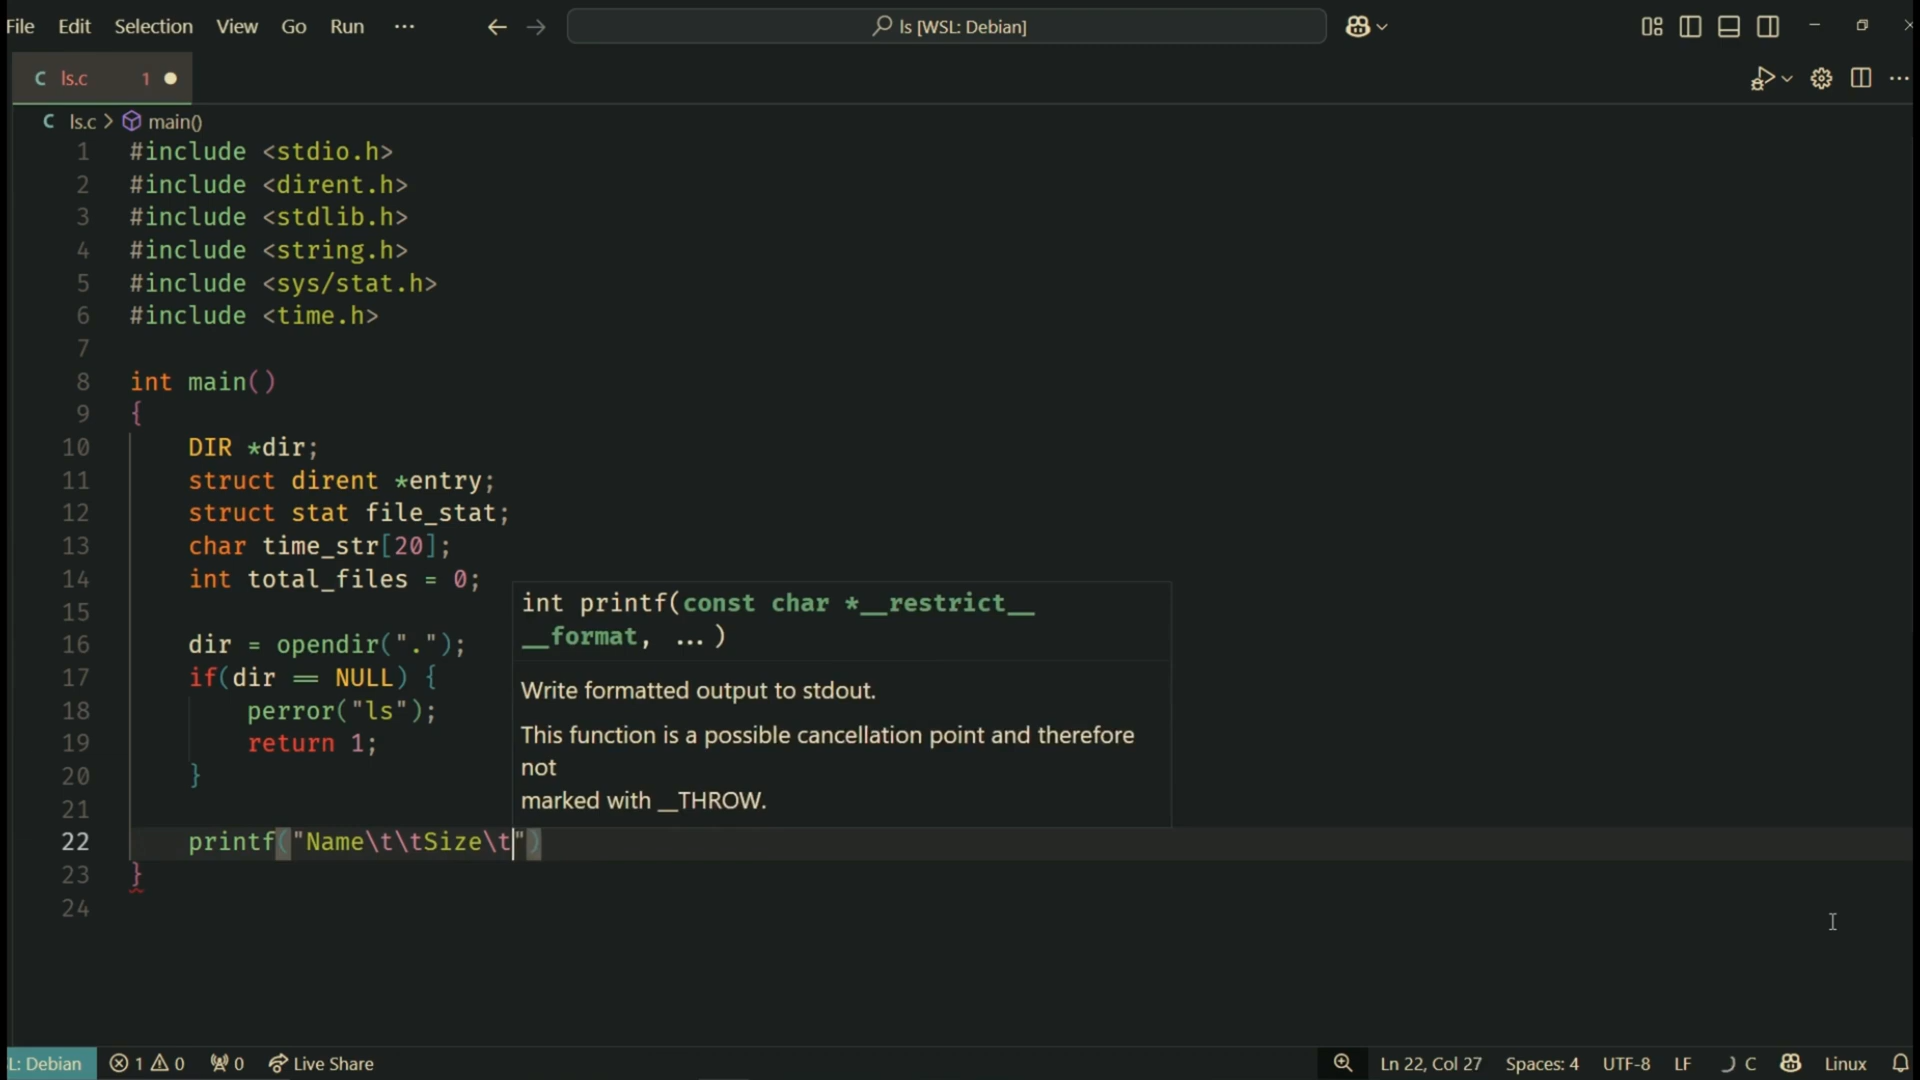 File Edit Selection View Go Run ··· ls [WSL: Debian]
C ls.c 1
C ls.c > main()
1 #include <stdio.h>
2 #include <dirent.h>
3 #include <stdlib.h>
4 #include <string.h>
5 #include <sys/stat.h>
6 #include <time.h>
7
8 int main()
9 {
10 DIR *dir;
11 struct dirent *entry;
12 struct stat file_stat;
13 char time_str[20];
14 int total_files = 0;
int printf(const char *__restrict__
__format, ... )
15
16 dir = opendir(".");
17 if(dir == NULL) {
Write formatted output to stdout.
18 perror("ls");
This function is a possible cancellation point and therefore
19 return 1;
not
20 }
marked with __THROW.
21
22 printf("Name\t\tSize\t")
23 }
24
L: Debian 1 0 0 Live Share Ln 22, Col 27 Spaces: 4 UTF-8 LF C Linux